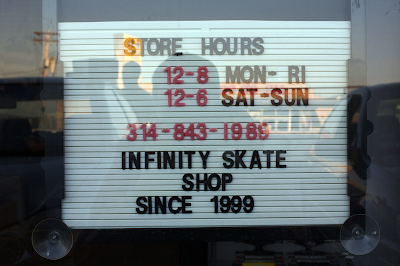 STORE HOURS
12-8 MON- RI
12-6 SAT-SUN
314-843-1989
INFINITY SKATE
SHOP
SINCE 1999